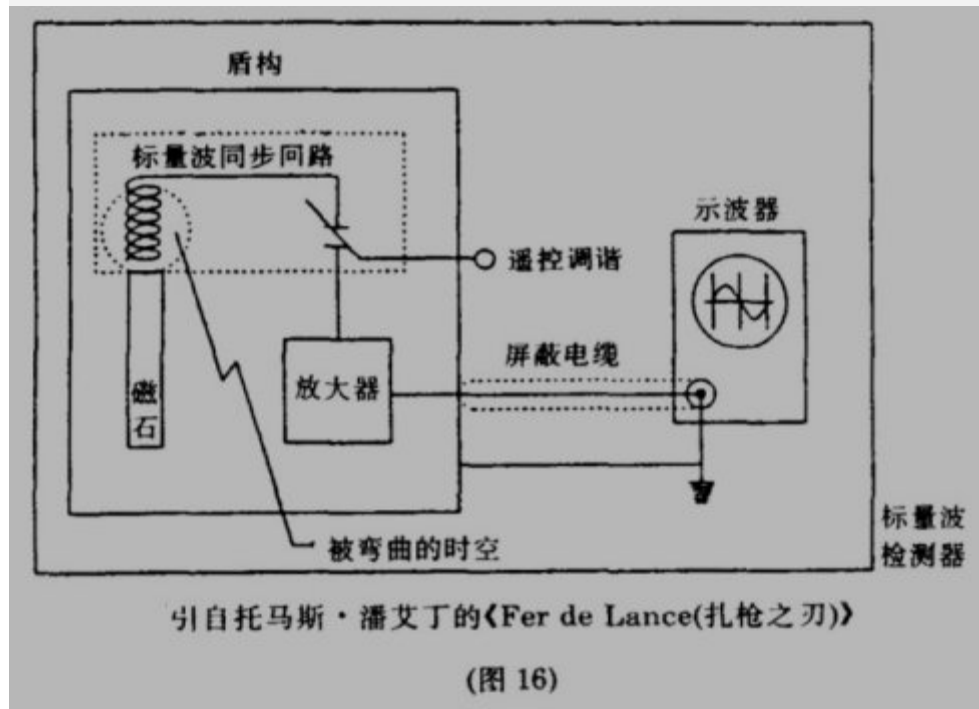 盾构
标量波同步回路
示波器
遥控调谐
屏蔽电缆
放大器
磁石
被弯曲的时空
标量波
检测器
引自托马斯·潘艾丁的《Fer de Lance(扎枪之刃)》
(图 16)